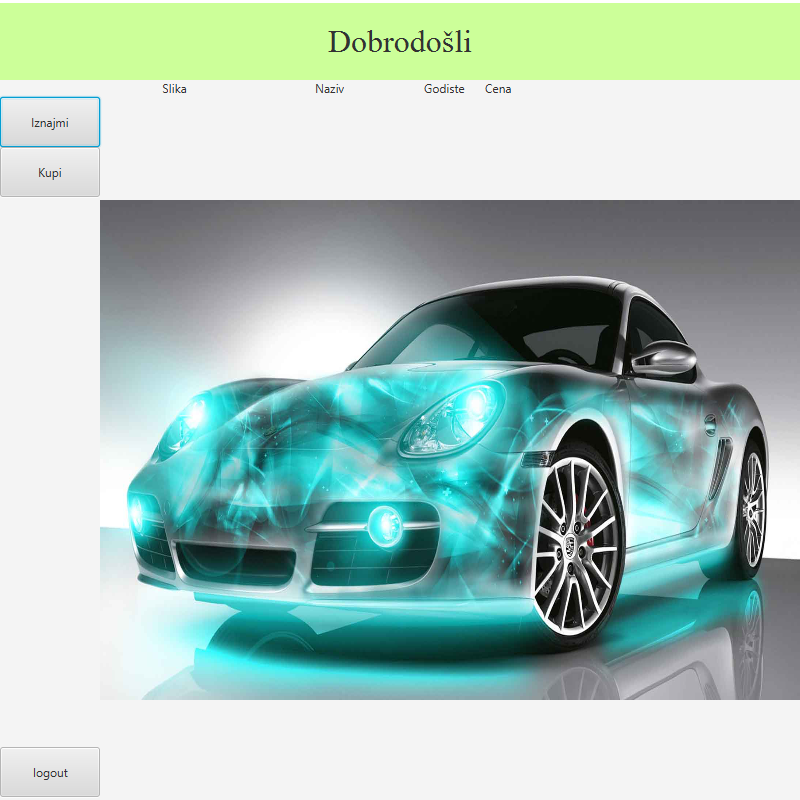 Dobrodošli
Slika Naziv Godiste Cena
Iznajmi
Kupi
logout